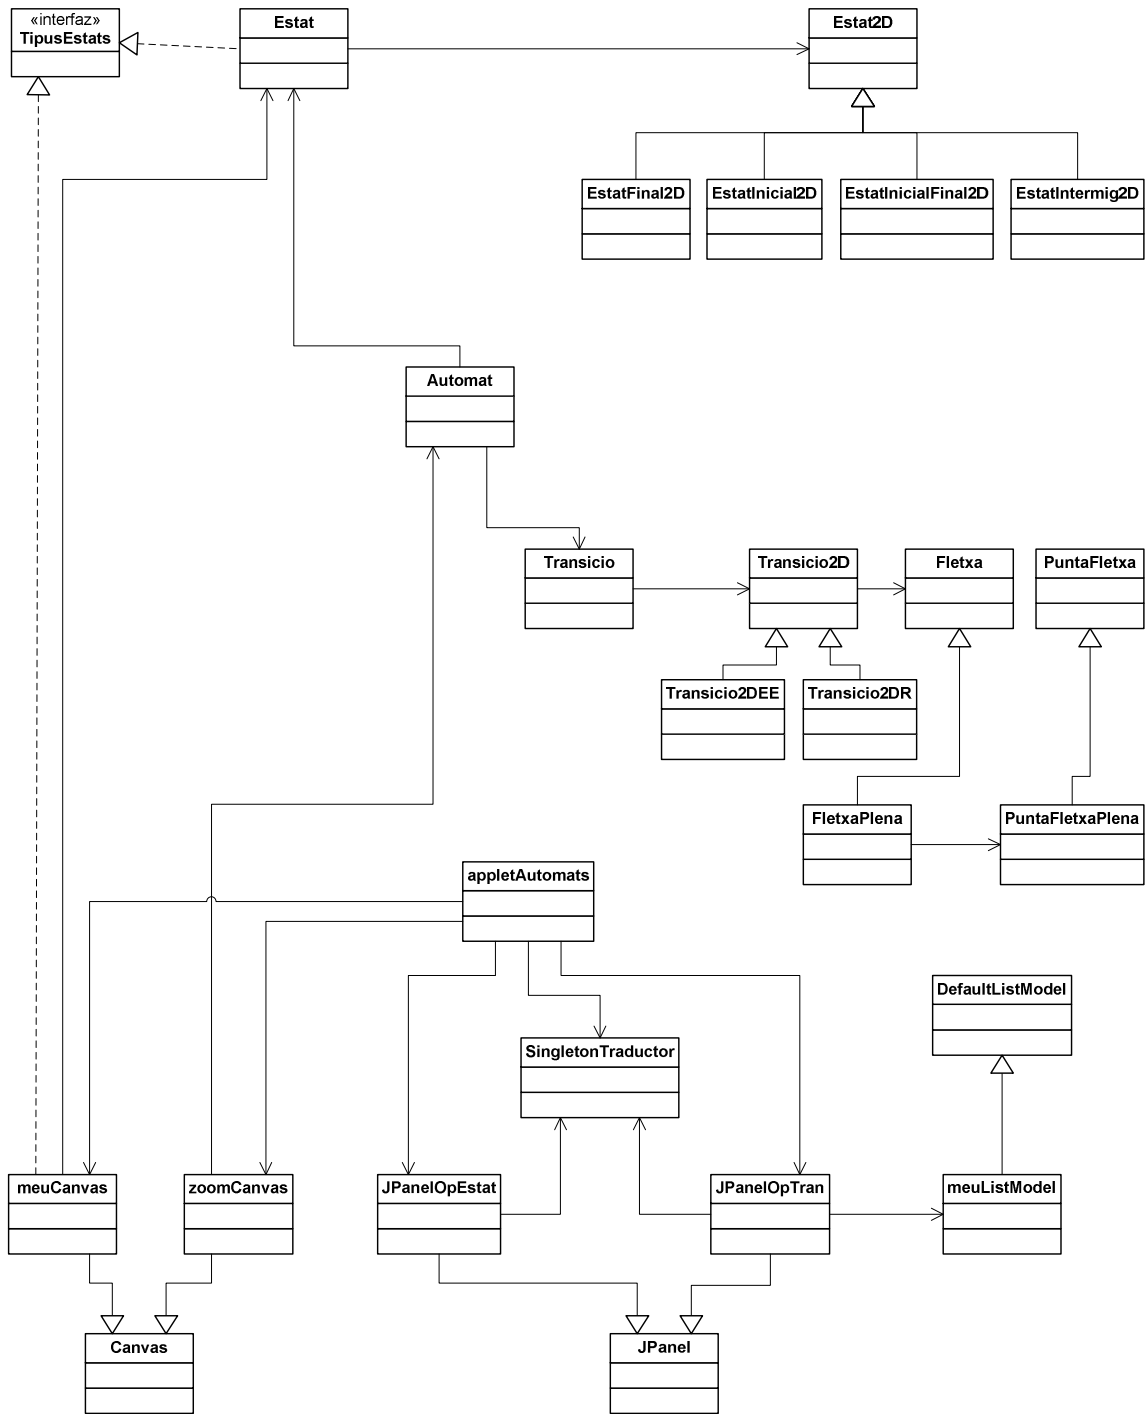 «interfaz»
TipusEstats
Estat
Estat2D
EstatFinal2D
EstatInicial2D
EstatInicialFinal2D
EstatIntermig2D
Automat
Transicio
Transicio2D
Fletxa
PuntaFletxa
Transicio2DEE
Transicio2DR
FletxaPlena
PuntaFletxaPlena
appletAutomats
DefaultListModel
SingletonTraductor
meuCanvas
zoomCanvas
JPanelOpEstat
JPanelOpTran
meuListModel
Canvas
JPanel